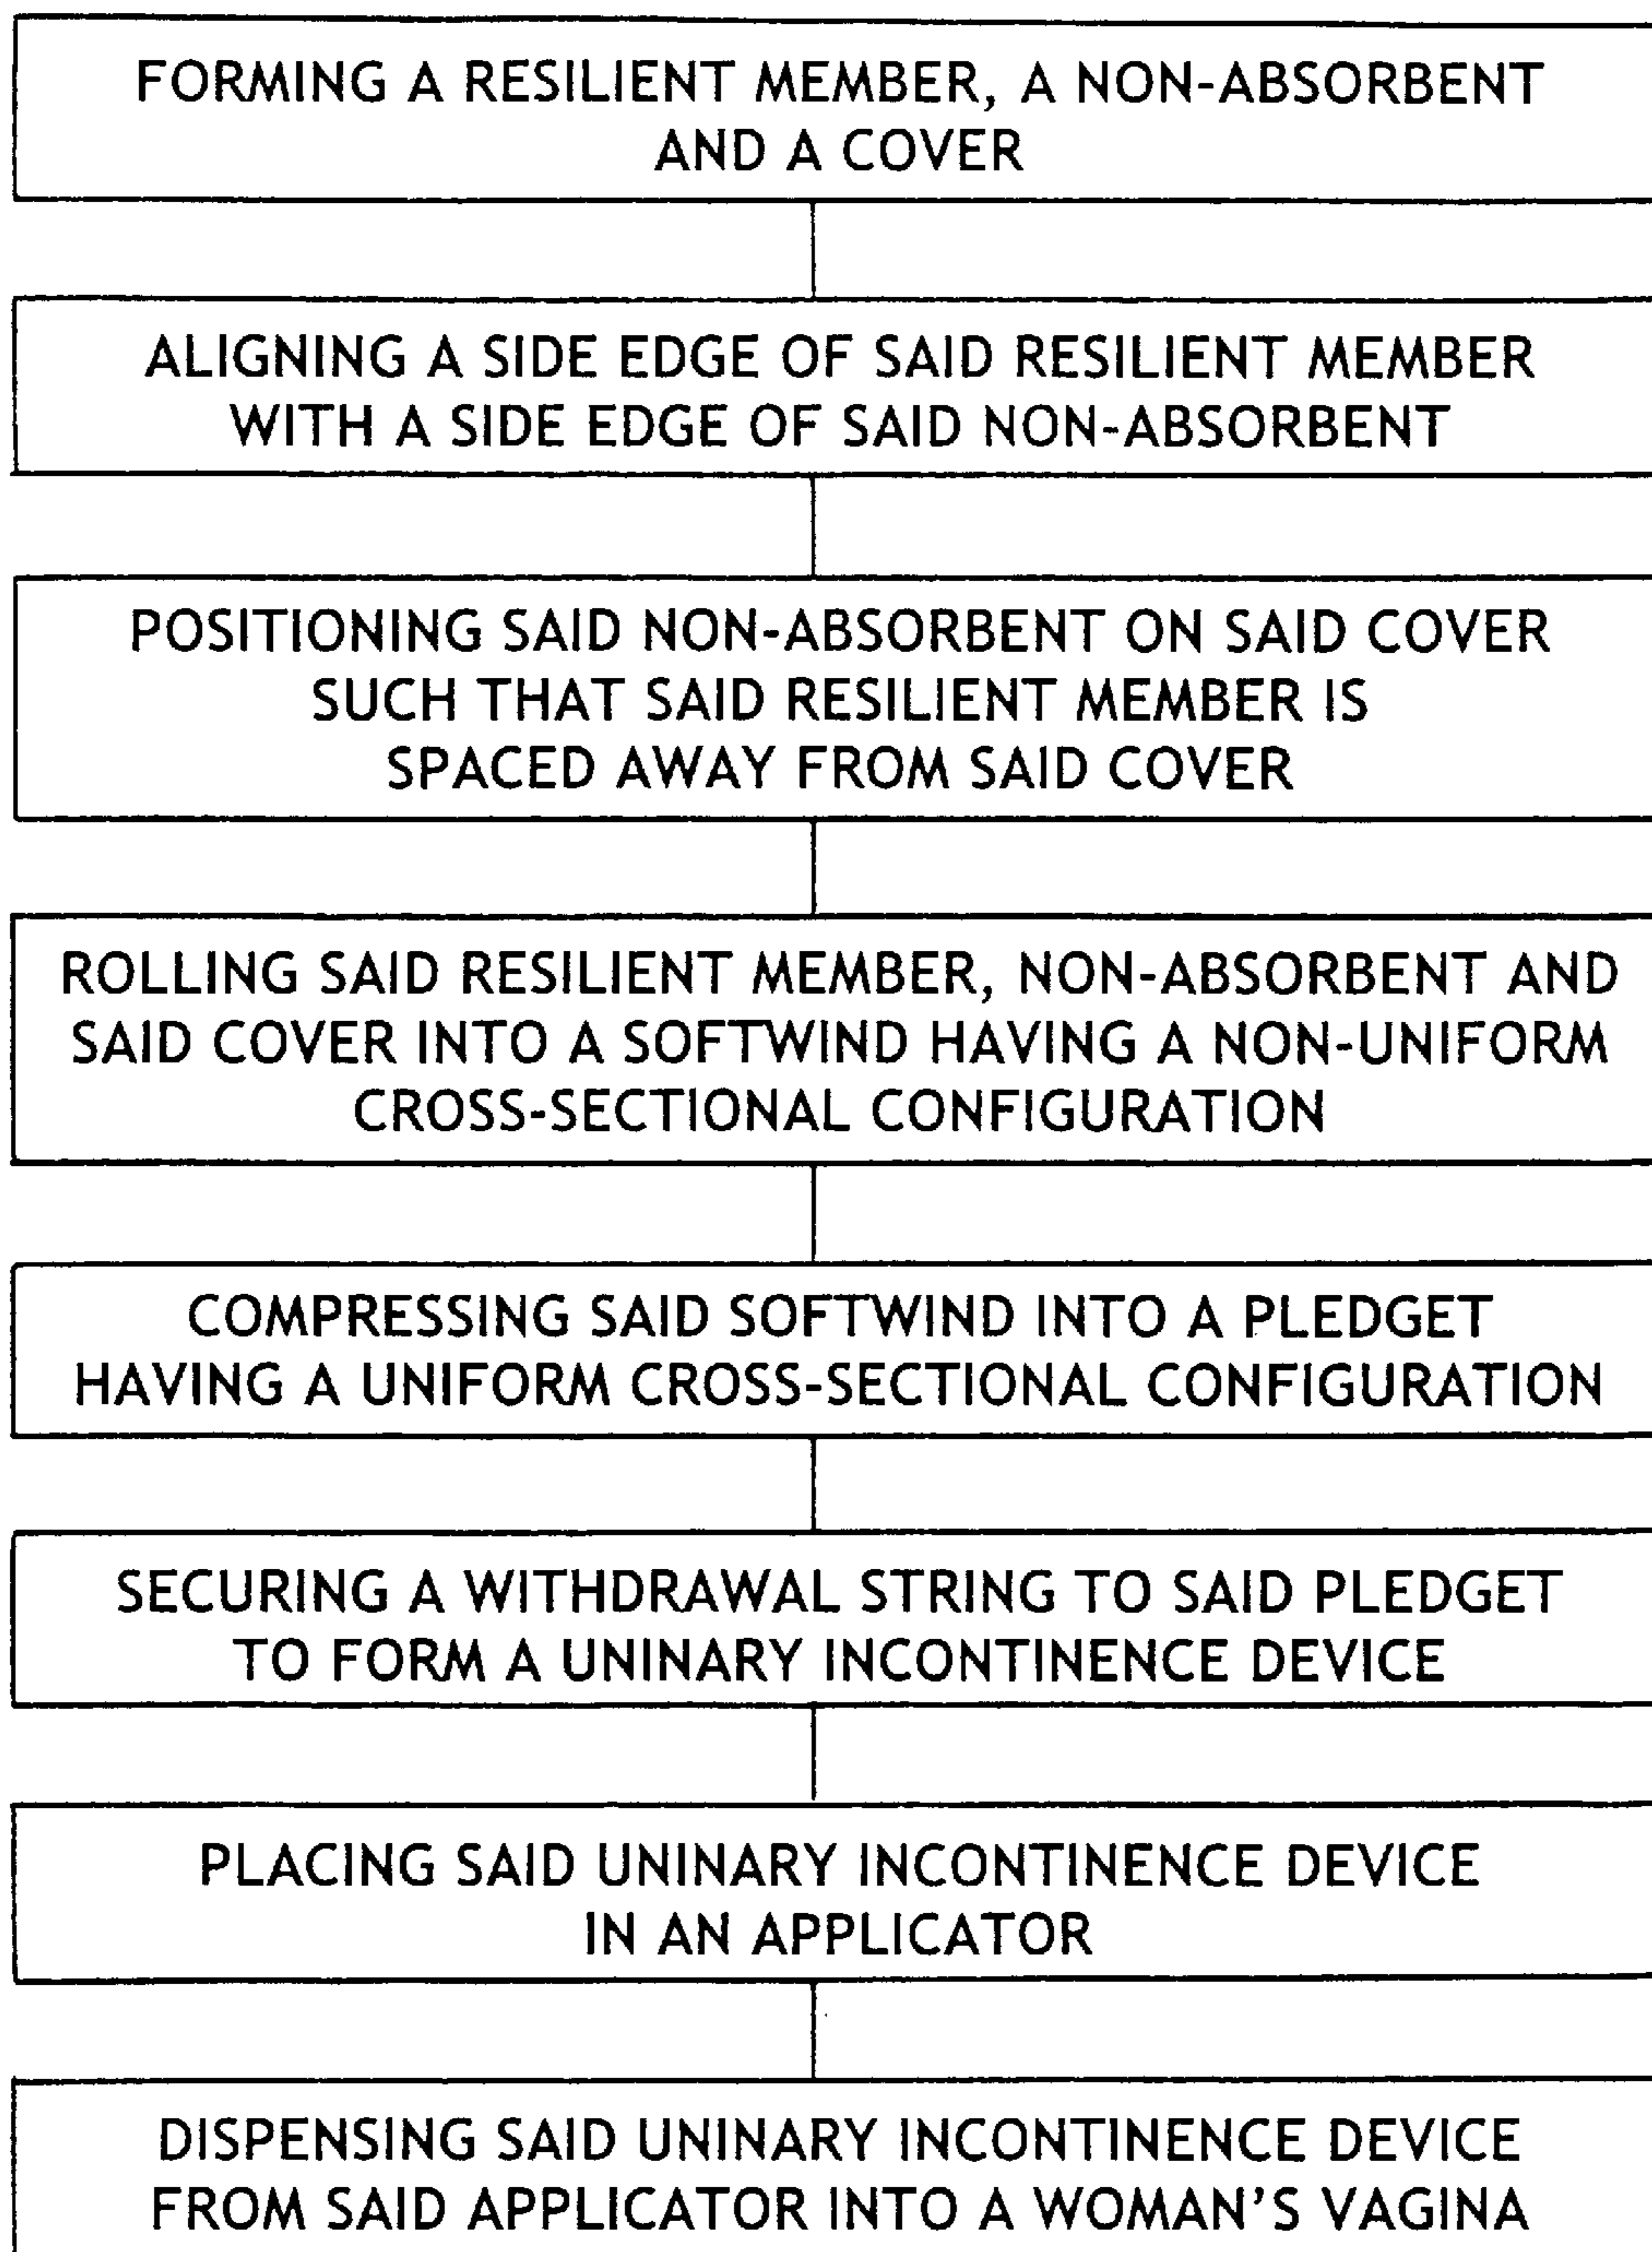 FORMING A RESILIENT MEMBER, A NON-ABSORBENT
AND A COVER
ALIGNING A SIDE EDGE OF SAID RESILIENT MEMBER
WITH A SIDE EDGE OF SAID NON-ABSORBENT
POSITIONING SAID NON-ABSORBENT ON SAID COVER
SUCH THAT SAID RESILIENT MEMBER IS
SPACED AWAY FROM SAID COVER
ROLLING SAID RESILIENT MEMBER, NON-ABSORBENT AND
SAID COVER INTO A SOFTWIND HAVING A NON-UNIFORM
CROSS-SECTIONAL CONFIGURATION
COMPRESSING SAID SOFTWIND INTO A PLEDGET
HAVING A UNIFORM CROSS-SECTIONAL CONFIGURATION
SECURING A WITHDRAWAL STRING TO SAID PLEDGET
TO FORM A UNINARY INCONTINENCE DEVICE
PLACING SAID UNINARY INCONTINENCE DEVICE
IN AN APPLICATOR
DISPENSING SAID UNINARY INCONTINENCE DEVICE
FROM SAID APPLICATOR INTO A WOMAN'S VAGINA